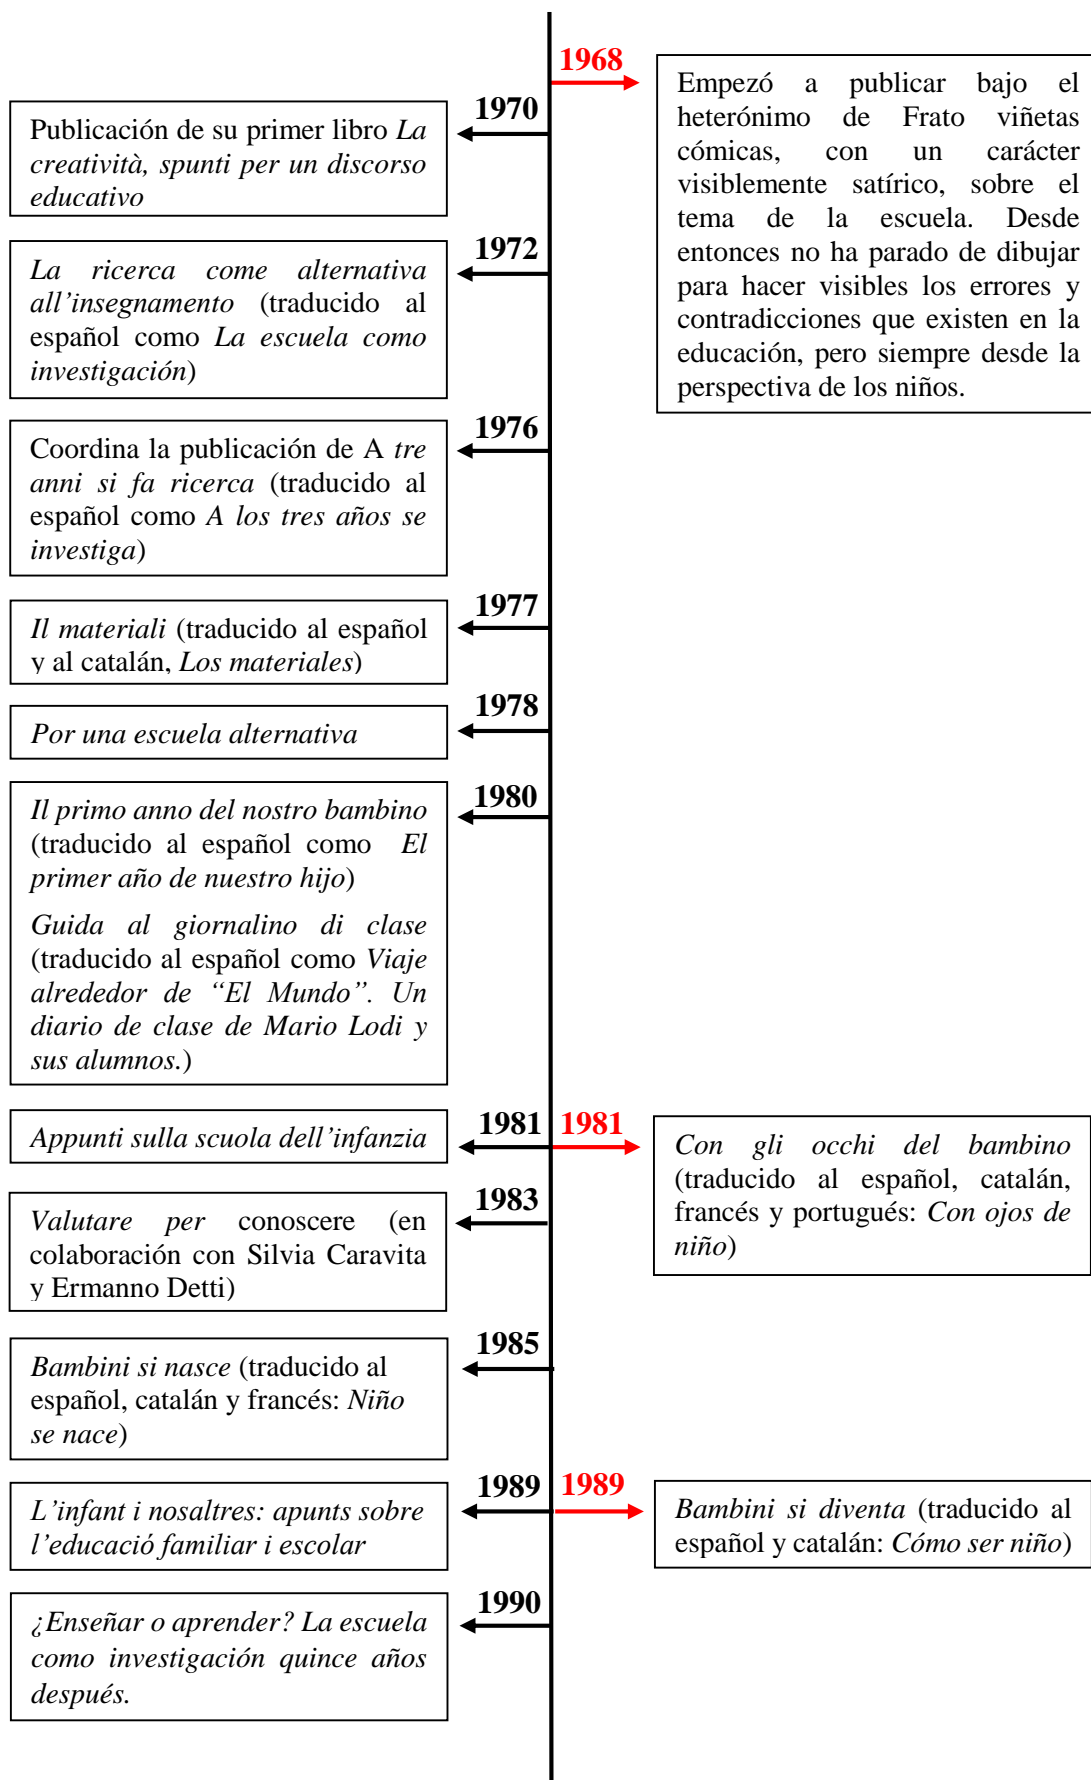 1968
Empezó a publicar bajo el
heterónimo de Frato viñetas
cómicas, con un carácter
visiblemente satírico, sobre el
tema de la escuela. Desde
entonces no ha parado de dibujar
para hacer visibles los errores y
contradicciones que existen en la
educación, pero siempre desde la
perspectiva de los niños.
1970
Publicación de su primer libro La
creatività, spunti per un discorso
educativo
1972
La ricerca come alternativa
all’insegnamento (traducido al
español como La escuela como
investigación)
1976
Coordina la publicación de A tre
anni si fa ricerca (traducido al
español como A los tres años se
investiga)
1977
Il materiali (traducido al español
y al catalán, Los materiales)
1978
Por una escuela alternativa
1980
Il primo anno del nostro bambino
(traducido al español como El
primer año de nuestro hijo)
Guida al giornalino di clase
(traducido al español como Viaje
alrededor de “El Mundo”. Un
diario de clase de Mario Lodi y
sus alumnos.)
1981
Appunti sulla scuola dell’infanzia
1981
Con gli occhi del bambino
(traducido al español, catalán,
francés y portugués: Con ojos de
niño)
1983
Valutare per conoscere (en
colaboración con Silvia Caravita
y Ermanno Detti)
1985
Bambini si nasce (traducido al
español, catalán y francés: Niño
se nace)
1989
L’infant i nosaltres: apunts sobre
l’educació familiar i escolar
1989
Bambini si diventa (traducido al
español y catalán: Cómo ser niño)
1990
¿Enseñar o aprender? La escuela
como investigación quince años
después.